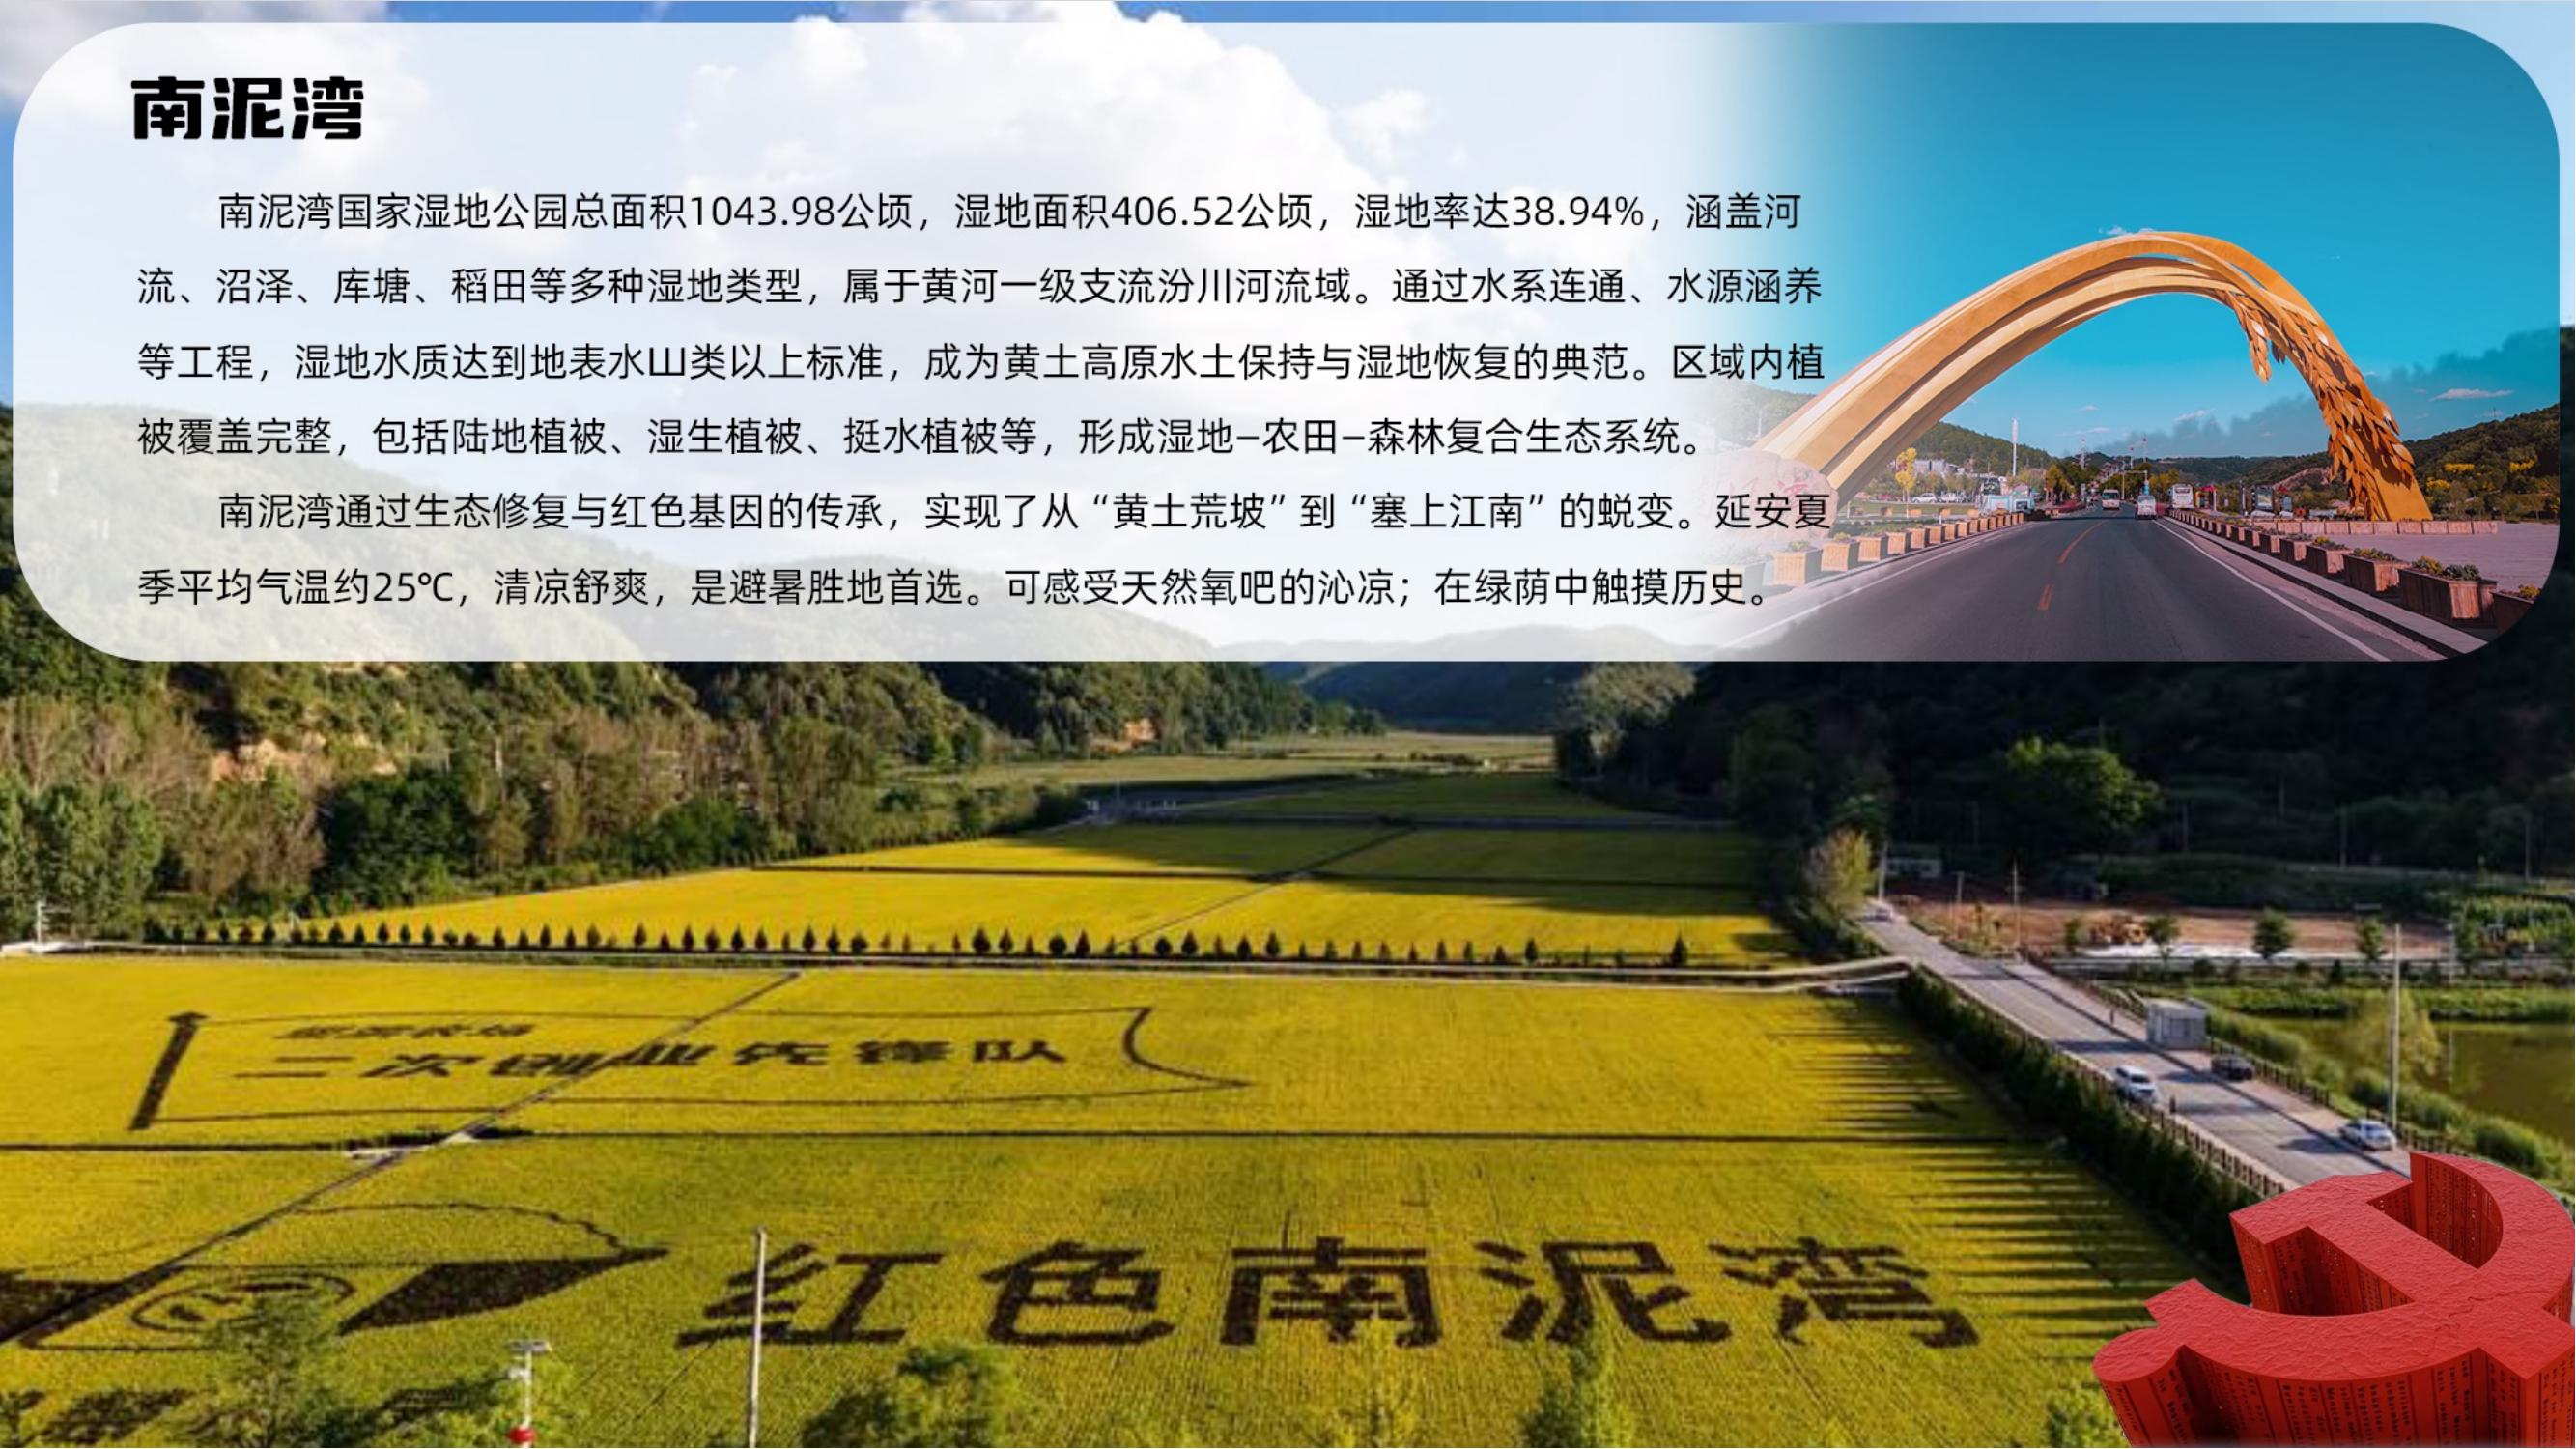 南泥湾
南泥湾国家湿地公园总面积1043.98公顷，湿地面积406.52公顷，湿地率达38.94%，涵盖河
流、沼泽、库塘、稻田等多种湿地类型，属于黄河一级支流汾川河流域。通过水系连通、水源涵养
等工程，湿地水质达到地表水山类以上标准，成为黄土高原水土保持与湿地恢复的典范。区域内植
被覆盖完整，包括陆地植被、湿生植被、挺水植被等，形成湿地–农田–森林复合生态系统。
南泥湾通过生态修复与红色基因的传承，实现了从“黄土荒坡”到“塞上江南”的蜕变。延安夏
季平均气温约25℃，清凉舒爽，是避暑胜地首选。可感受天然氧吧的沁凉；在绿荫中触摸历史。
二次创业先锋队
红色南泥湾